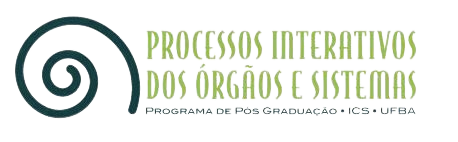 PROCESSOS INTERATIVOS
DOS ÓRGÃOS E SISTEMAS
PROGRAMA DE PÓS GRADUAÇÃO • ICS • UFBA